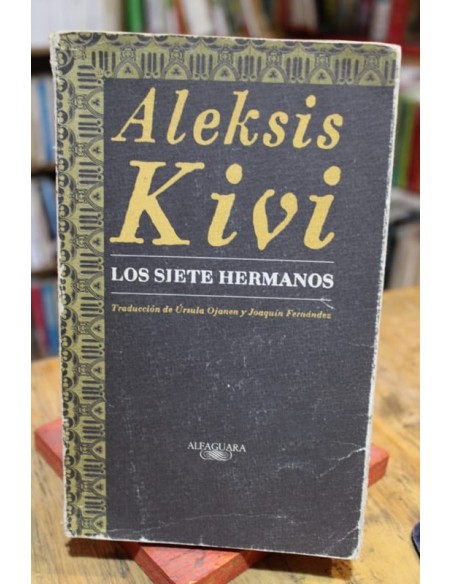 Aleksis
Kivi
LOS SIETE HERMANOS
Traducción de Úrsula Ojanen y Joaquín Fernández
ALFAGUARA